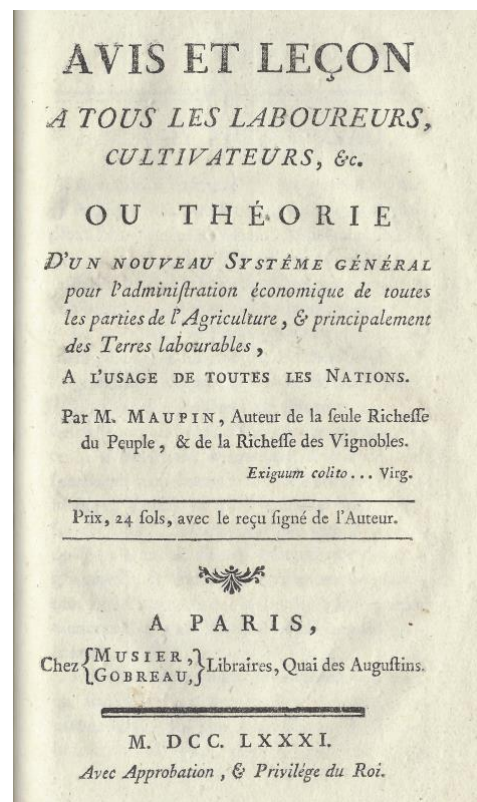 AVIS ET LEÇON
A TOUS LES LABOUREURS,
CULTIVATEURS, &c.
OU THÉORIE
D'UN NOUVEAU SYSTÊME GÉNÉRAL
pour l'adminiſtration économique de toutes
les parties de l'Agriculture, & principalement
des Terres labourables,
A L'USAGE DE TOUTES LES NATIONS.
Par M. MAUPIN, Auteur de la ſeule Richeſſe
du Peuple, & de la Richeſſe des Vignobles.
Exiguum colito... Virg.
Prix, 24 ſols, avec le reçu ſigné de l'Auteur.
A PARIS,
Chez { MUSIER, GOBREAU, } Libraires, Quai des Auguſtins.
M. DCC. LXXXI.
Avec Approbation, & Privilége du Roi.